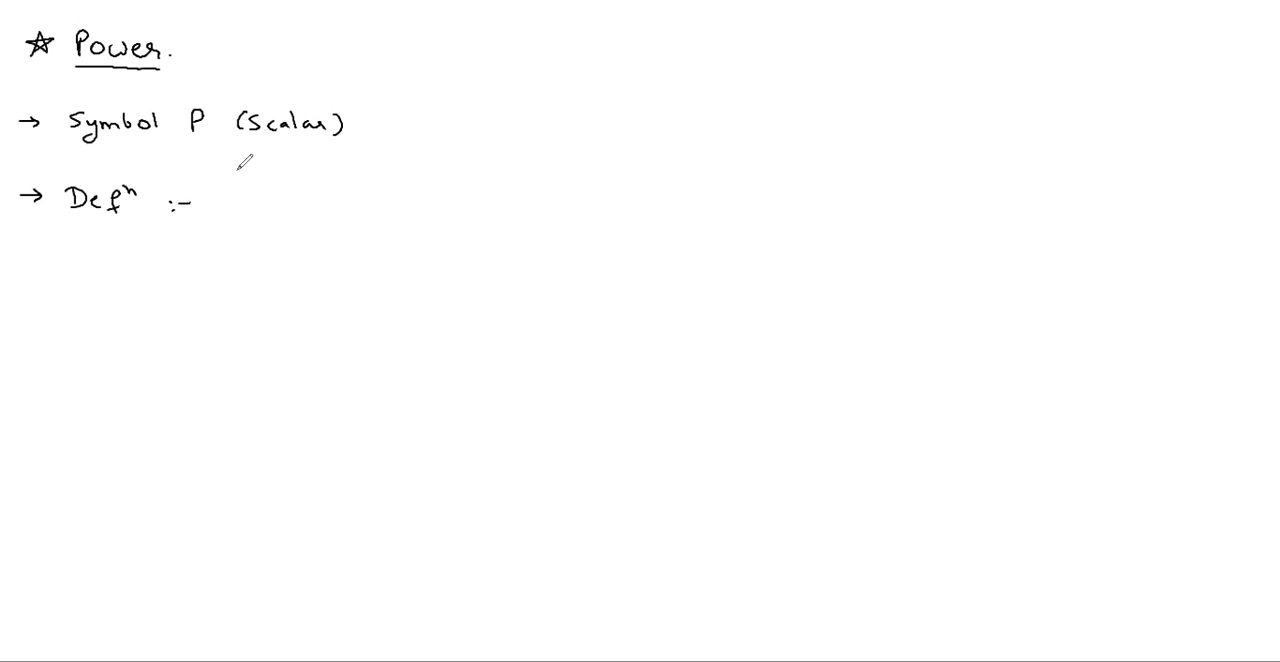 ☆ Power.
→ Symbol P (Scalar)
→ Defⁿ :-